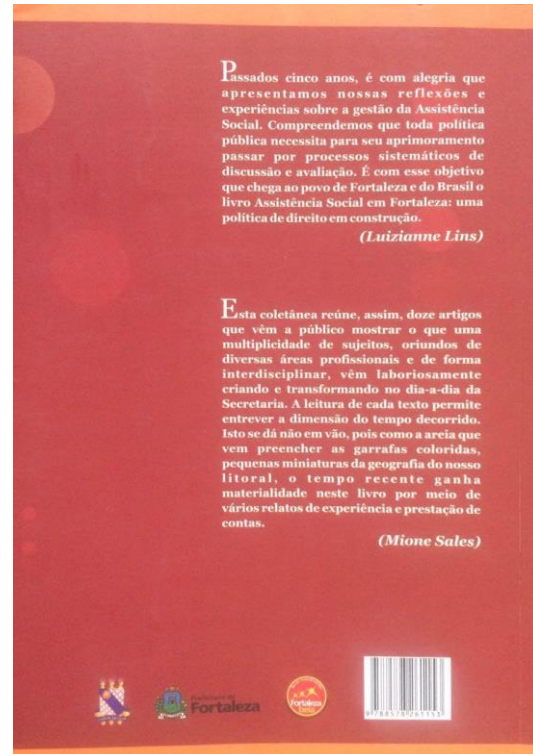 Passados cinco anos, é com alegria que
apresentamos nossas reflexões e
experiências sobre a gestão da Assistência
Social. Compreendemos que toda política
pública necessita para seu aprimoramento
passar por processos sistemáticos de
discussão e avaliação. É com esse objetivo
que chega ao povo de Fortaleza e do Brasil o
livro Assistência Social em Fortaleza: uma
política de direito em construção.
(Luizianne Lins)
Esta coletânea reúne, assim, doze artigos
que vêm a público mostrar o que uma
multiplicidade de sujeitos, oriundos de
diversas áreas profissionais e de forma
interdisciplinar, vêm laboriosamente
criando e transformando no dia-a-dia da
Secretaria. A leitura de cada texto permite
entrever a dimensão do tempo decorrido.
Isto se dá não em vão, pois como a areia que
vem preencher as garrafas coloridas,
pequenas miniaturas da geografia do nosso
litoral, o tempo recente ganha
materialidade neste livro por meio de
vários relatos de experiência e prestação de
contas.
(Mione Sales)
Prefeitura de
Fortaleza
Fortaleza
bela